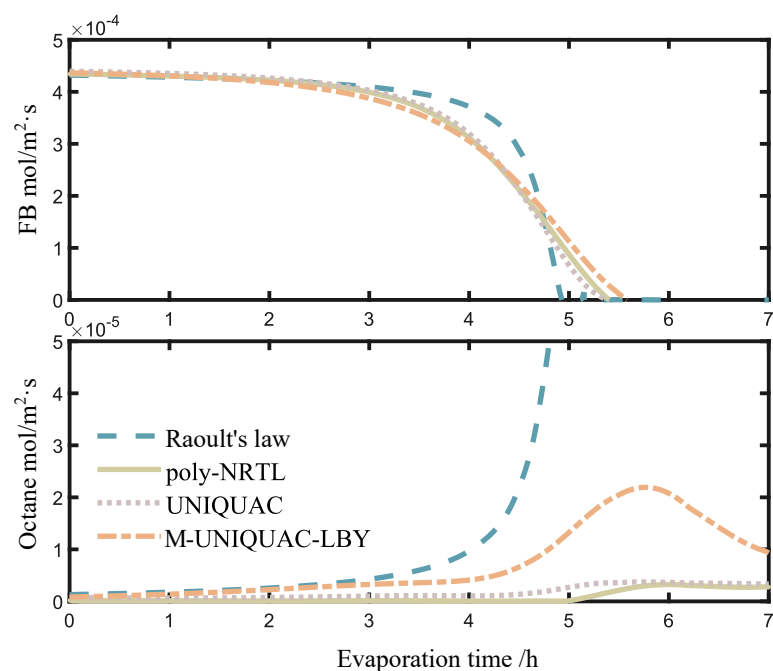 ×10⁻⁴
5
4
3
2
1
0
FB mol/m²·s
0 1 2 3 4 5 6 7
×10⁻⁵
5
4
3
2
1
0
Octane mol/m²·s
Raoult's law
poly-NRTL
UNIQUAC
M-UNIQUAC-LBY
0 1 2 3 4 5 6 7
Evaporation time /h